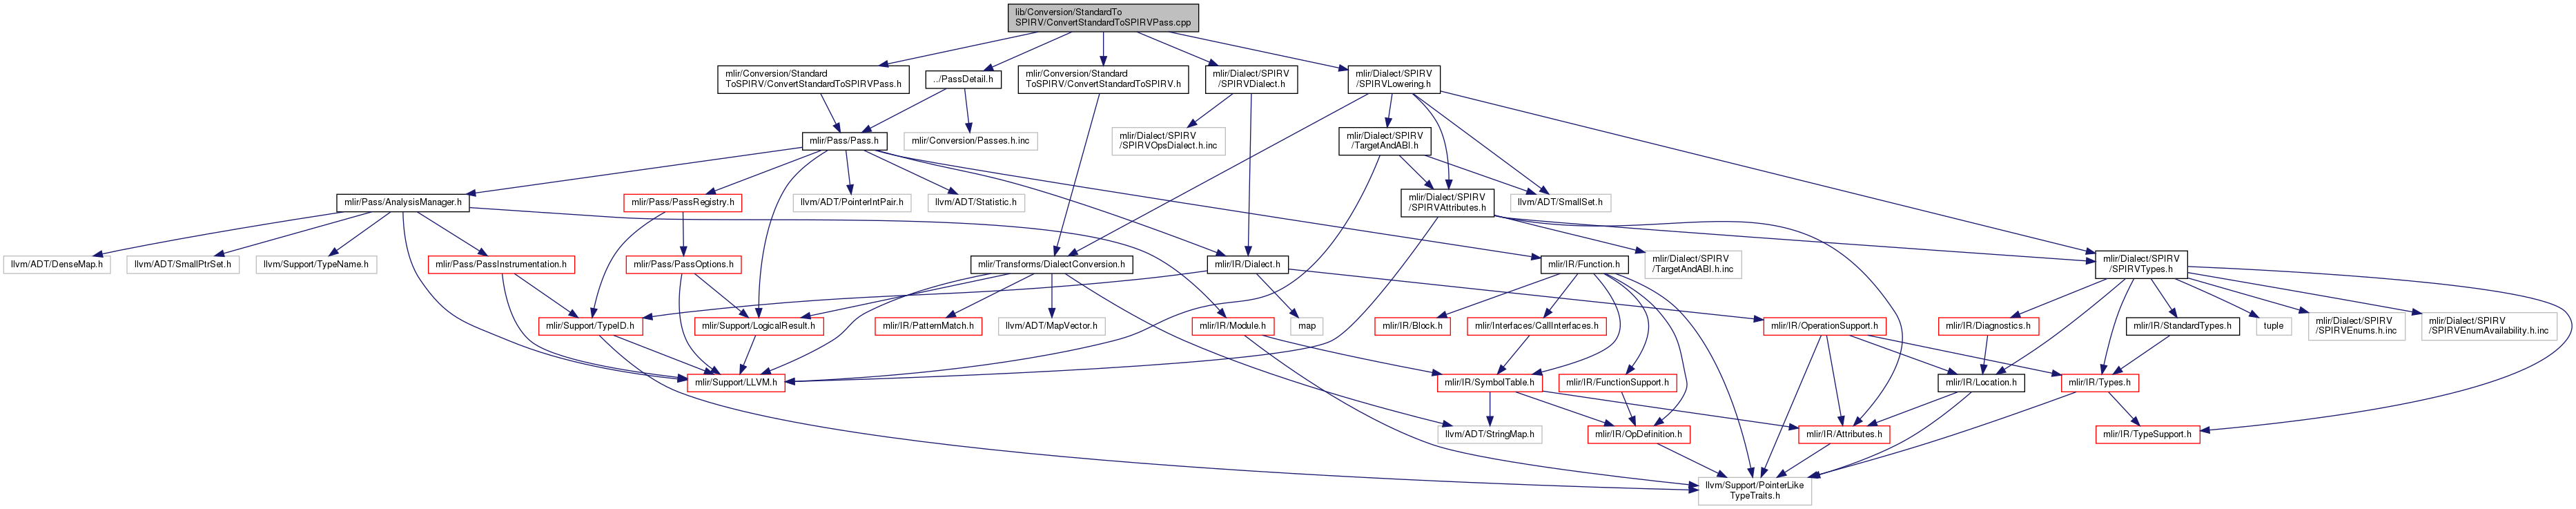 lib/Conversion/StandardTo
SPIRV/ConvertStandardToSPIRVPass.cpp
mlir/Conversion/Standard
ToSPIRV/ConvertStandardToSPIRVPass.h
../PassDetail.h
mlir/Conversion/Standard
ToSPIRV/ConvertStandardToSPIRV.h
mlir/Dialect/SPIRV
/SPIRVDialect.h
mlir/Dialect/SPIRV
/SPIRVLowering.h
mlir/Pass/Pass.h
mlir/Conversion/Passes.h.inc
mlir/Dialect/SPIRV
/SPIRVOpsDialect.h.inc
mlir/Dialect/SPIRV
/TargetAndABI.h
mlir/Pass/AnalysisManager.h
mlir/Pass/PassRegistry.h
llvm/ADT/PointerIntPair.h
llvm/ADT/Statistic.h
mlir/Dialect/SPIRV
/SPIRVAttributes.h
llvm/ADT/SmallSet.h
llvm/ADT/DenseMap.h
llvm/ADT/SmallPtrSet.h
llvm/Support/TypeName.h
mlir/Pass/PassInstrumentation.h
mlir/Pass/PassOptions.h
mlir/Transforms/DialectConversion.h
mlir/IR/Dialect.h
mlir/IR/Function.h
mlir/Dialect/SPIRV
/TargetAndABI.h.inc
mlir/Dialect/SPIRV
/SPIRVTypes.h
mlir/Support/TypeID.h
mlir/Support/LogicalResult.h
mlir/IR/PatternMatch.h
llvm/ADT/MapVector.h
mlir/IR/Module.h
map
mlir/IR/Block.h
mlir/Interfaces/CallInterfaces.h
mlir/IR/OperationSupport.h
mlir/IR/Diagnostics.h
mlir/IR/StandardTypes.h
tuple
mlir/Dialect/SPIRV
/SPIRVEnums.h.inc
mlir/Dialect/SPIRV
/SPIRVEnumAvailability.h.inc
mlir/Support/LLVM.h
mlir/IR/SymbolTable.h
mlir/IR/FunctionSupport.h
mlir/IR/Location.h
mlir/IR/Types.h
llvm/ADT/StringMap.h
mlir/IR/OpDefinition.h
mlir/IR/Attributes.h
mlir/IR/TypeSupport.h
llvm/Support/PointerLike
TypeTraits.h